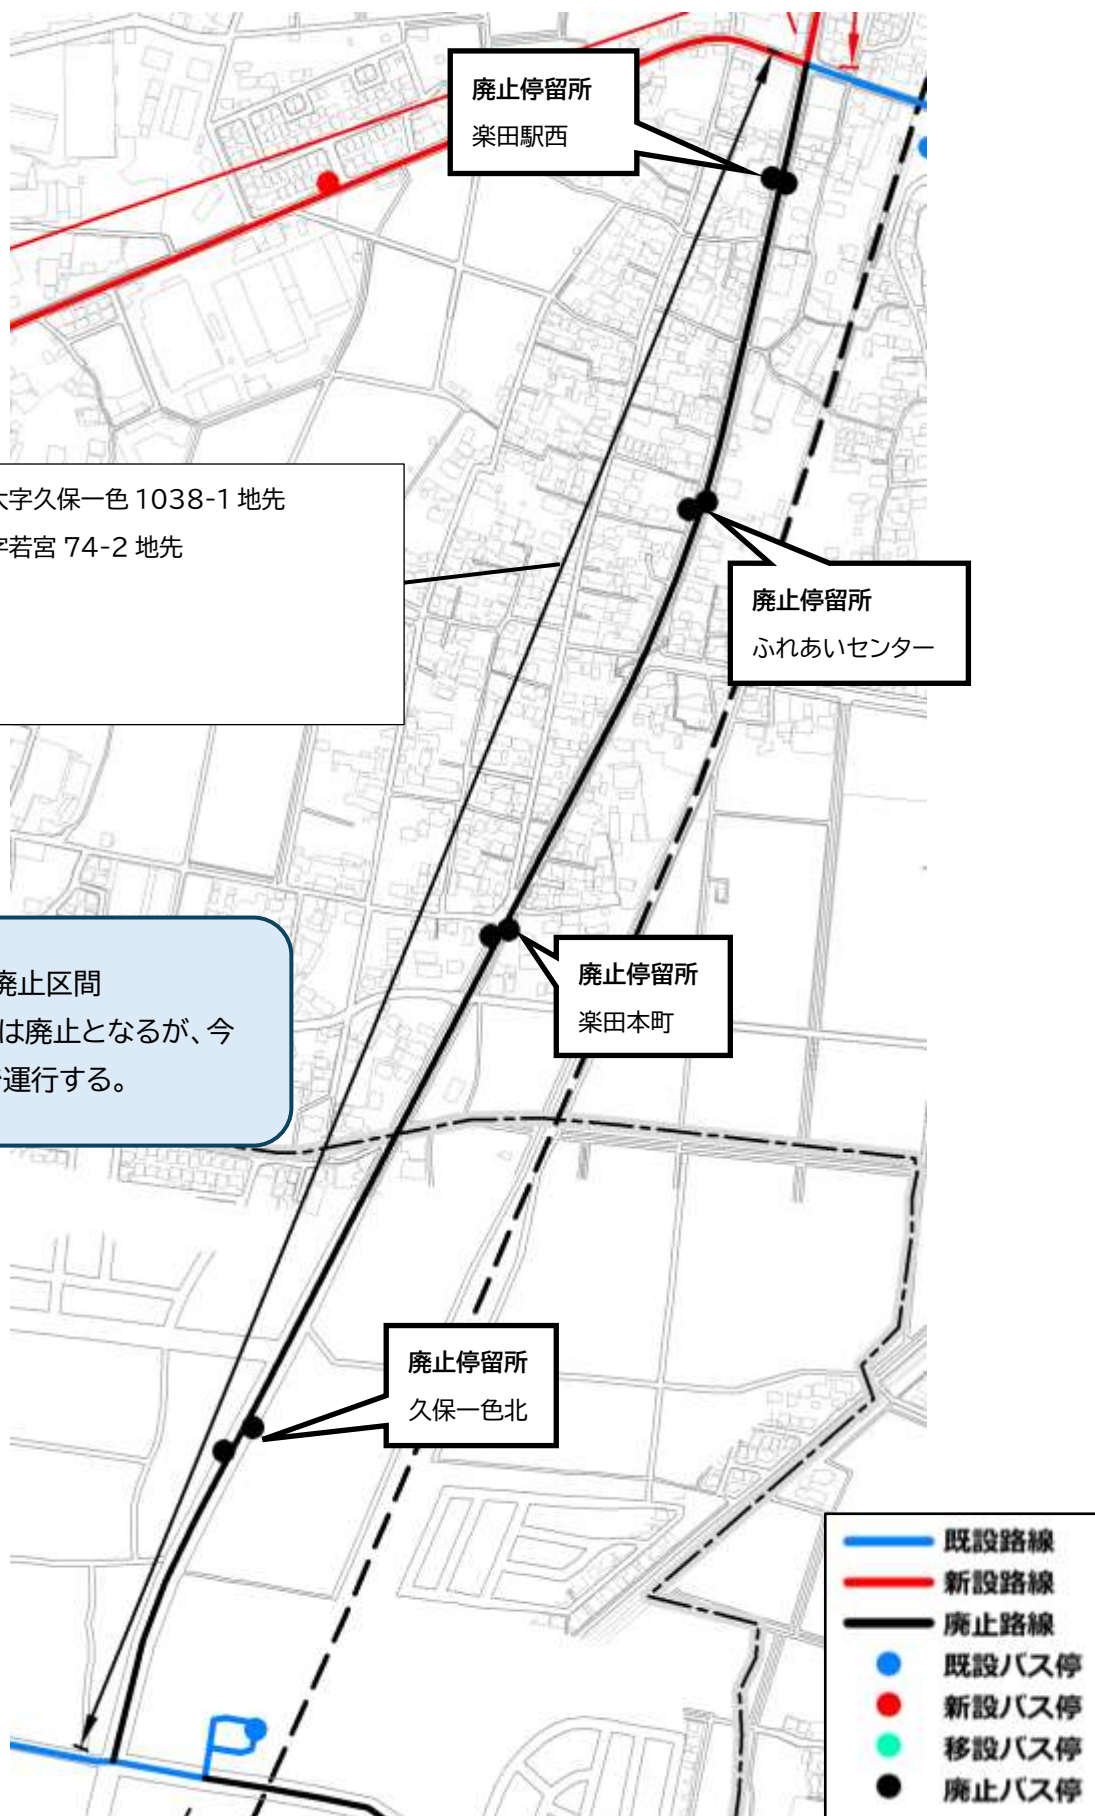 廃止停留所
楽田駅西
大字久保一色 1038-1 地先
字若宮 74-2 地先
廃止停留所
ふれあいセンター
廃止停留所
楽田本町
廃止区間
は廃止となるが、今
運行する。
廃止停留所
久保一色北
既設路線
新設路線
廃止路線
既設バス停
新設バス停
移設バス停
廃止バス停